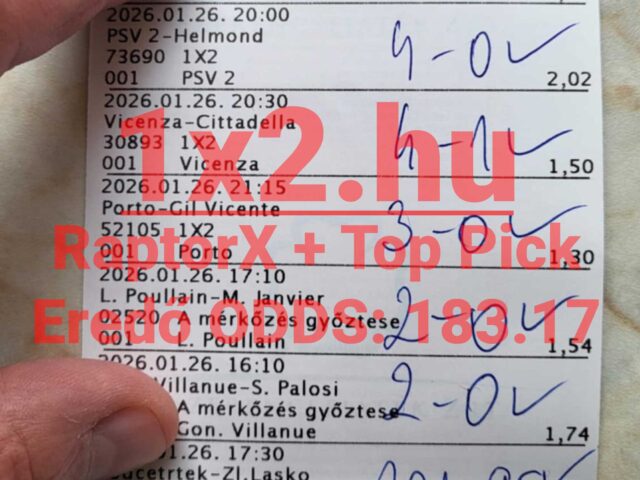 2026.01.26. 20:00
PSV 2-Helmond
73690 1X2
001 PSV 2 2,02
4-0 ✓
2026.01.26. 20:30
Vicenza-Cittadella
30893 1X2
001 Vicenza 1,50
4-1 ✓
1x2.hu
2026.01.26. 21:15
Porto-Gil Vicente
52105 1X2
001 Porto 1,30
3-0 ✓
RaptorX + Top Pick
2026.01.26. 17:10
L. Poullain-M. Janvier
02520 A mérkőzés győztese
001 L. Poullain 1,54
2-0 ✓
Eredő ODDS: 183.17
2026.01.26. 16:10
Villanue-S. Palosi
A mérkőzés győztese
Gon. Villanue 1,74
2-0 ✓
.01.26. 17:30
-Zl.Lasko